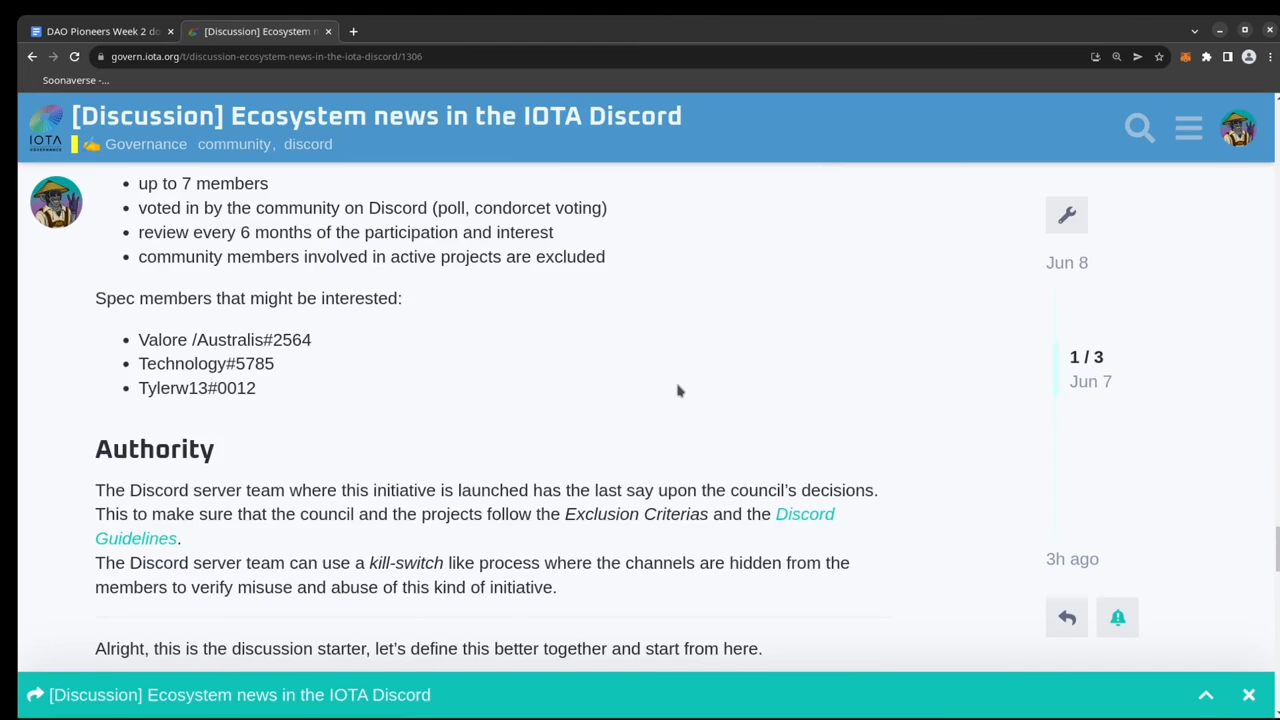 DAO Pioneers Week 2 do
[Discussion] Ecosystem n
govern.iota.org/t/discussion-ecosystem-news-in-the-iota-discord/1306
Soonaverse -...
IOTA
[Discussion] Ecosystem news in the IOTA Discord
Governance community, discord
up to 7 members
voted in by the community on Discord (poll, condorcet voting)
review every 6 months of the participation and interest
community members involved in active projects are excluded
Spec members that might be interested:
Valore /Australis#2564
Technology#5785
Tylerw13#0012
Authority
The Discord server team where this initiative is launched has the last say upon the council's decisions.
This to make sure that the council and the projects follow the Exclusion Criterias and the Discord
Guidelines.
The Discord server team can use a kill-switch like process where the channels are hidden from the
members to verify misuse and abuse of this kind of initiative.
Alright, this is the discussion starter, let's define this better together and start from here.
Jun 8
1 / 3
Jun 7
3h ago
[Discussion] Ecosystem news in the IOTA Discord